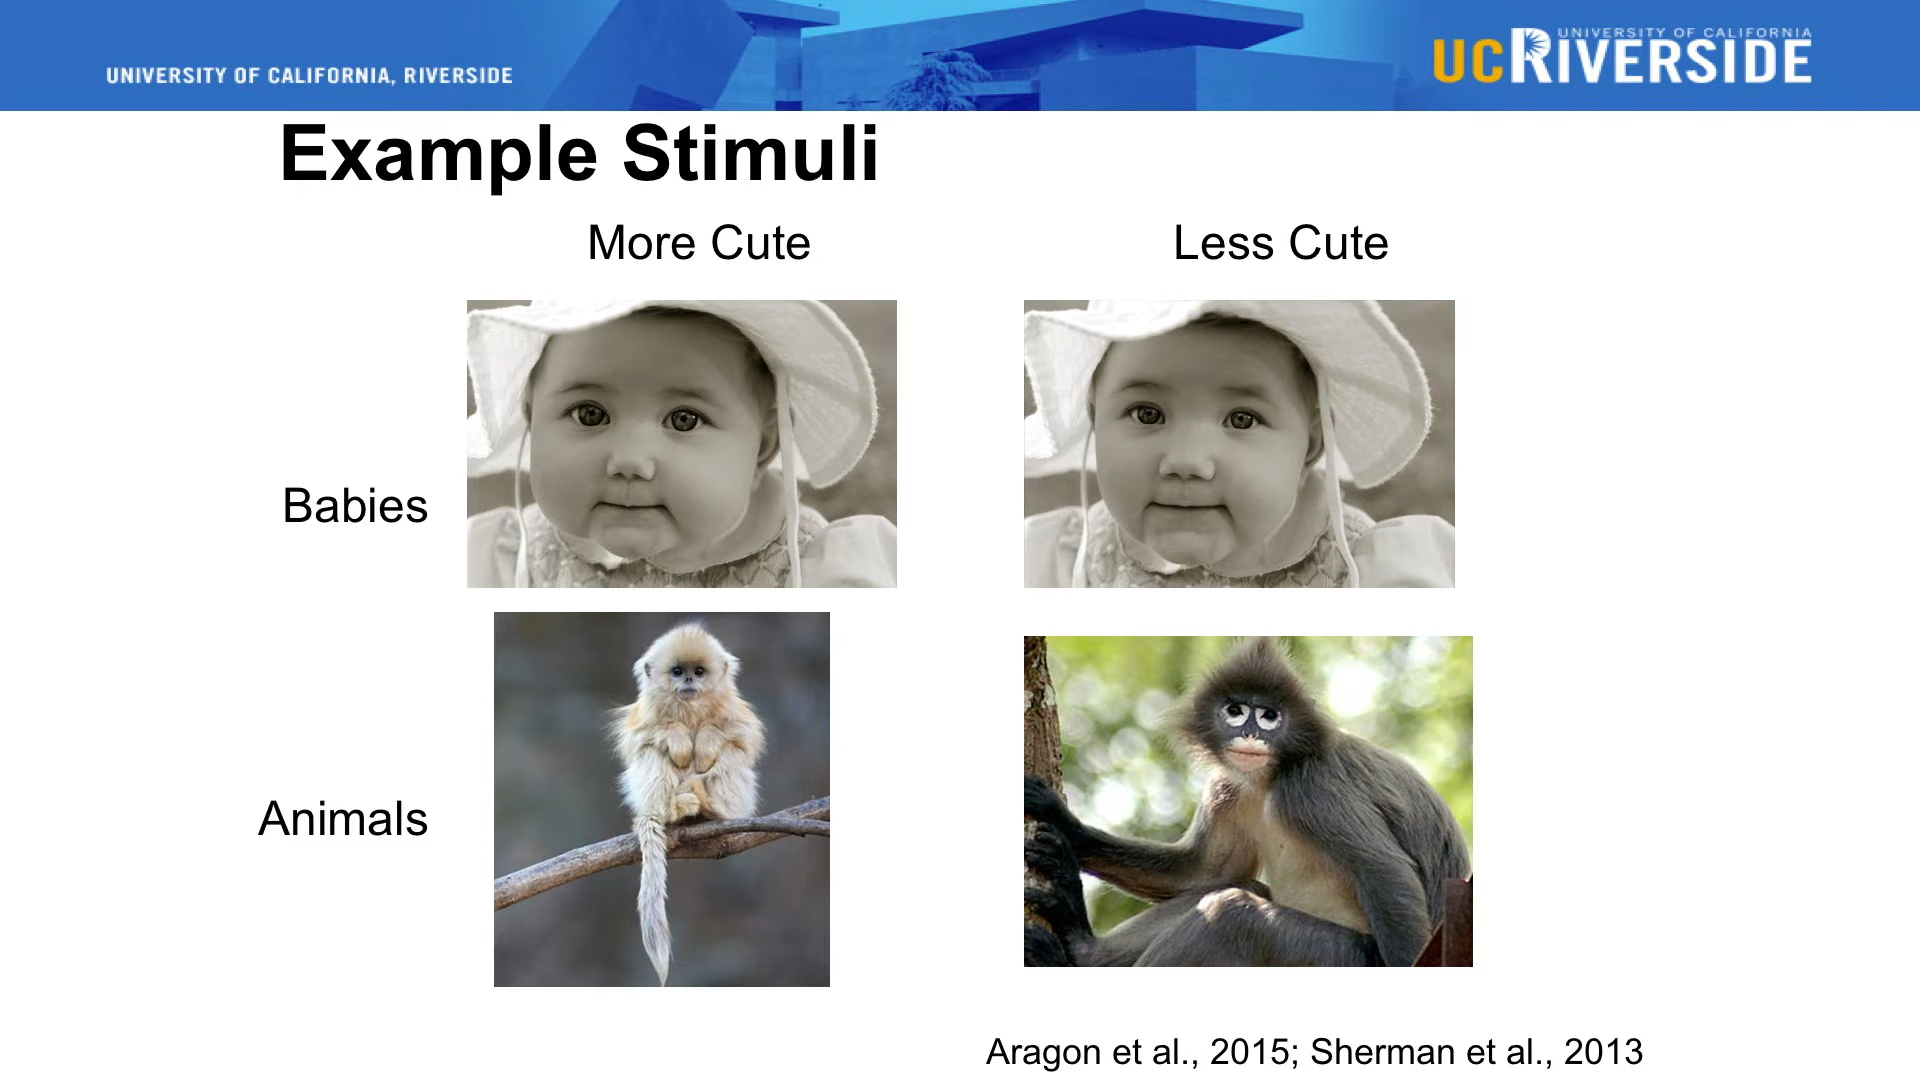 UNIVERSITY OF CALIFORNIA, RIVERSIDE
UNIVERSITY OF CALIFORNIA
UCRIVERSIDE
Example Stimuli
More Cute
Less Cute
Babies
Animals
Aragon et al., 2015; Sherman et al., 2013